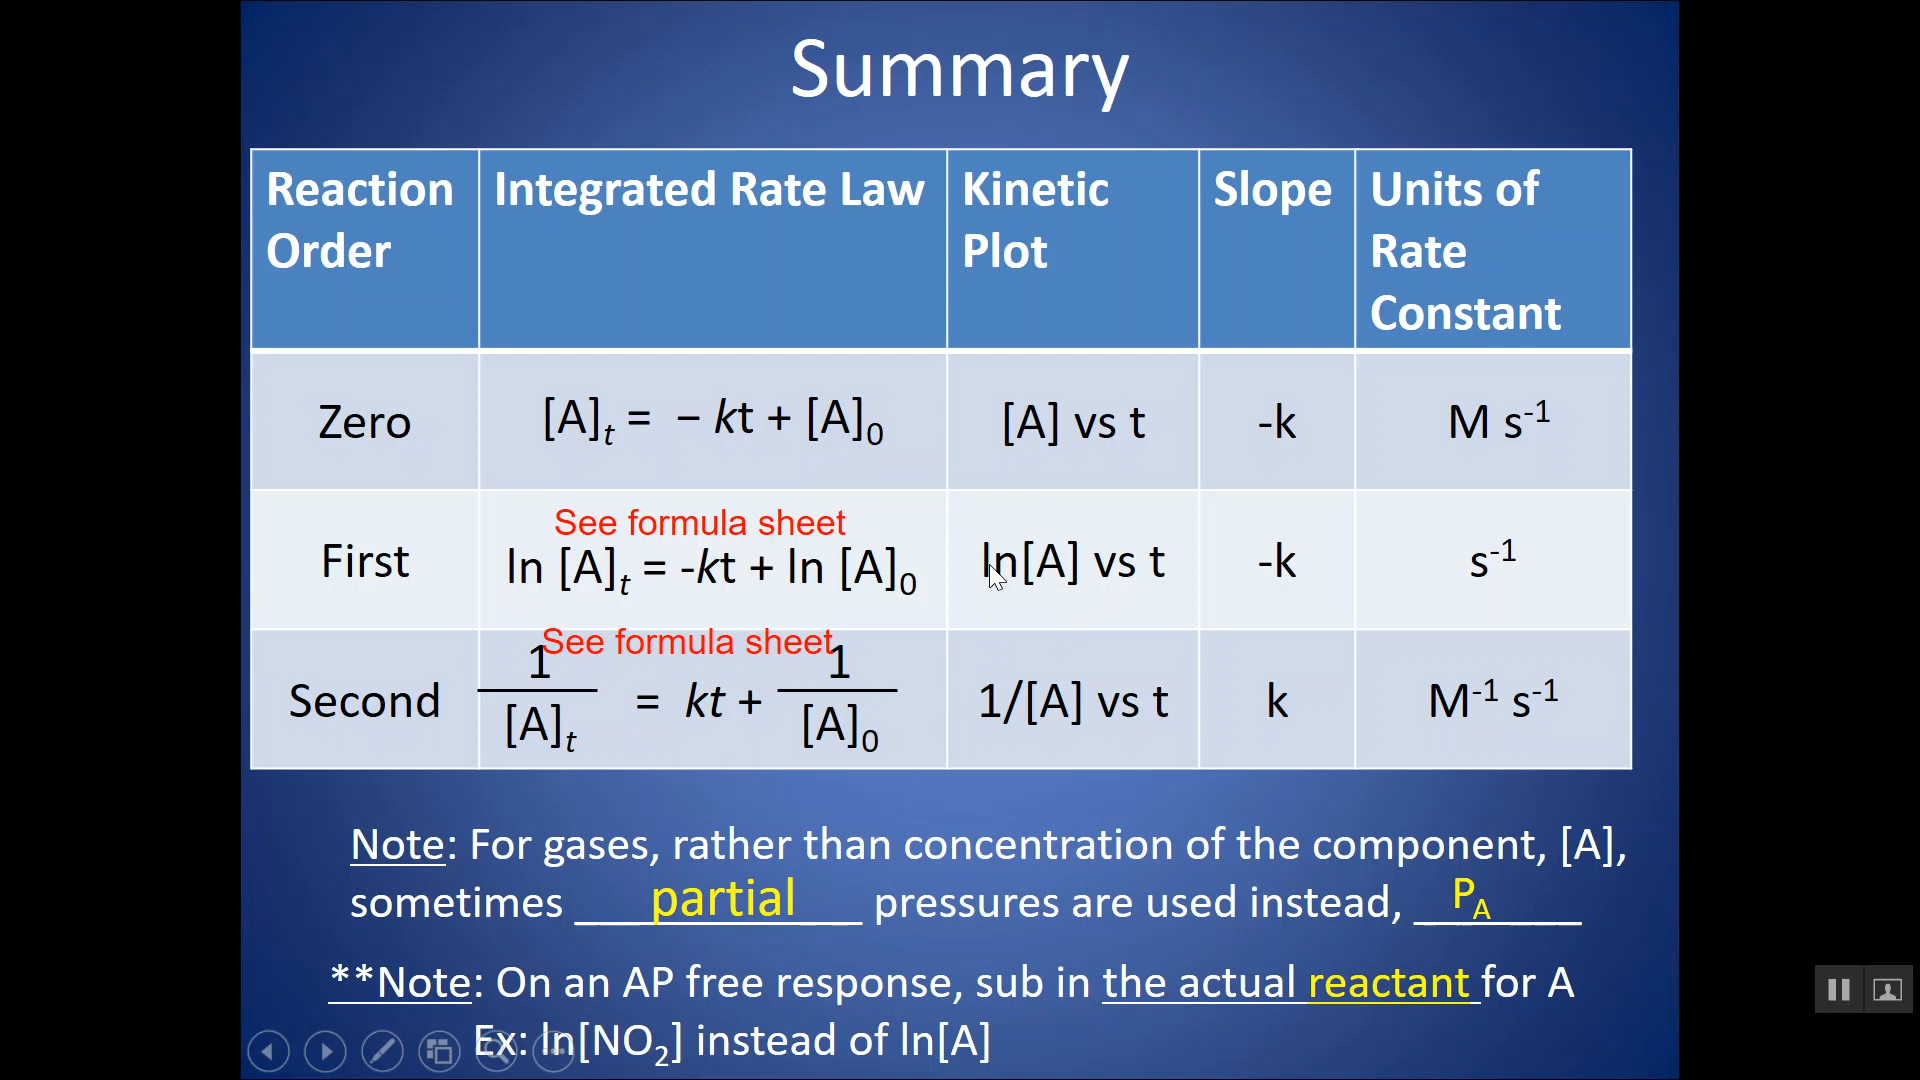 Summary
Reaction Order | Integrated Rate Law | Kinetic Plot | Slope | Units of Rate Constant
Zero | [A]ₜ = − kt + [A]₀ | [A] vs t | -k | M s⁻¹
See formula sheet
First | ln [A]ₜ = -kt + ln [A]₀ | ln[A] vs t | -k | s⁻¹
See formula sheet
Second | 1/[A]ₜ = kt + 1/[A]₀ | 1/[A] vs t | k | M⁻¹ s⁻¹
Note: For gases, rather than concentration of the component, [A],
sometimes partial pressures are used instead, P_A
**Note: On an AP free response, sub in the actual reactant for A
Ex: ln[NO₂] instead of ln[A]